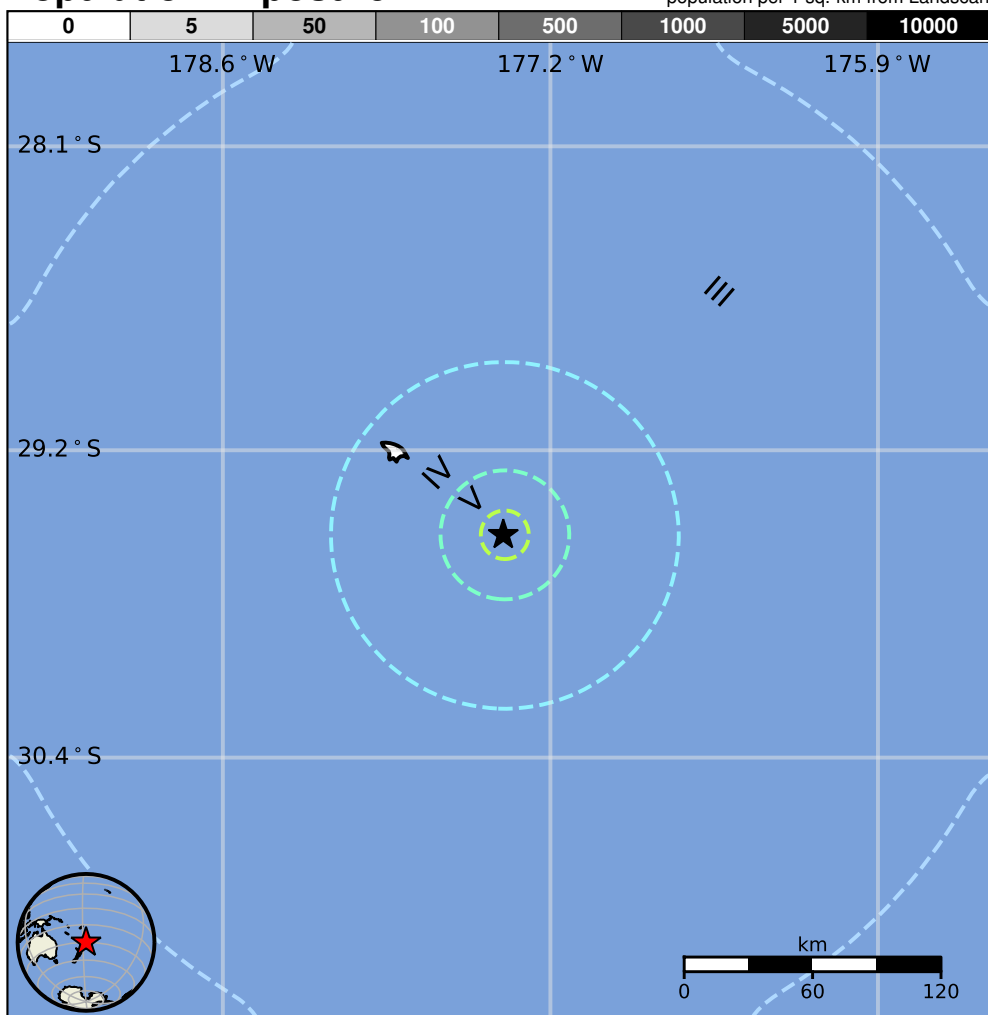 population per 1 sq. km from Landscan
0 5 50 100 500 1000 5000 10000
178.6°W 177.2°W 175.9°W
28.1°S
III
29.2°S
IV
V
30.4°S
km
0 60 120